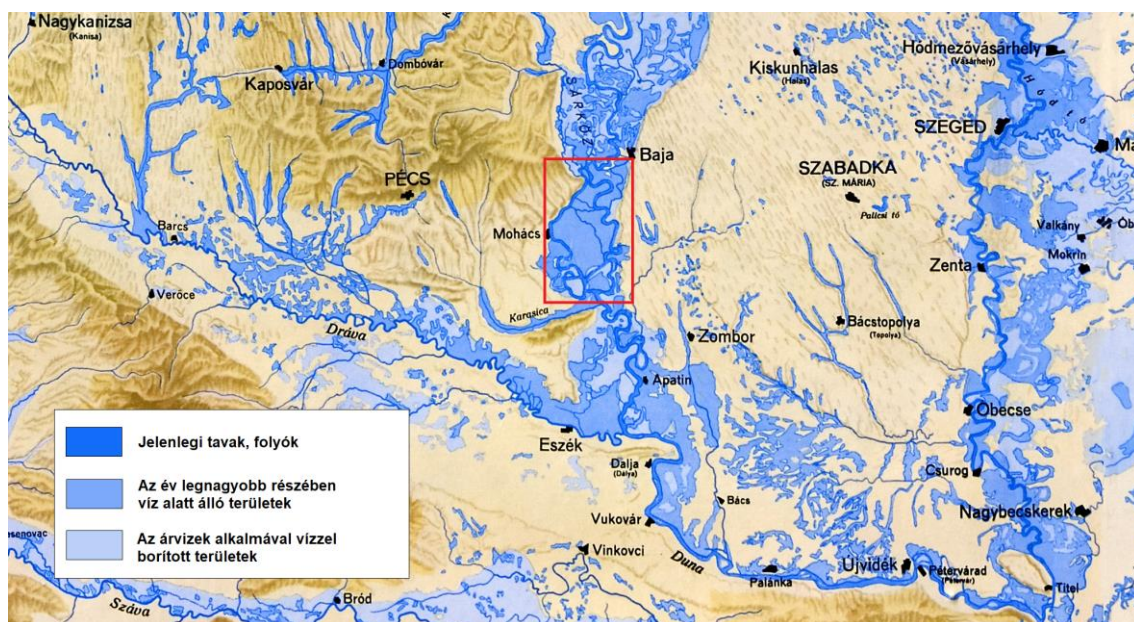 Nagykanizsa
(Kanisa)
Kaposvár
Dombóvár
SÁRKÖZ
Kiskunhalas
(Halas)
Hódmezővásárhely
(Vásárhely)
Hódtó
SZEGED
Baja
PÉCS
SZABADKA
(SZ. MÁRIA)
Palicsi tó
Valkány
Mokrin
Barcs
Mohács
Zenta
Verőce
Karasica
Dráva
Zombor
Bácstopolya
(Topolya)
Apatin
Óbecse
Eszék
Dalja
(Dálya)
Csurog
Bács
Nagybecskerek
Vukovár
Vinkovci
Duna
Palánka
Újvidék
Pétervárad
(Pétervár)
Titel
Bród
Száva
Jelenlegi tavak, folyók
Az év legnagyobb részében
víz alatt álló területek
Az árvizek alkalmával vízzel
borított területek